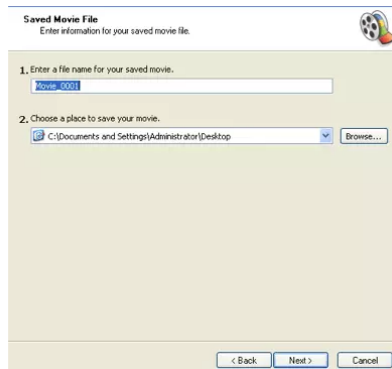 Saved Movie File
Enter information for your saved movie file.
1. Enter a file name for your saved movie.
Movie_0001
2. Choose a place to save your movie.
C:\Documents and Settings\Administrator\Desktop
Browse...
< Back
Next >
Cancel